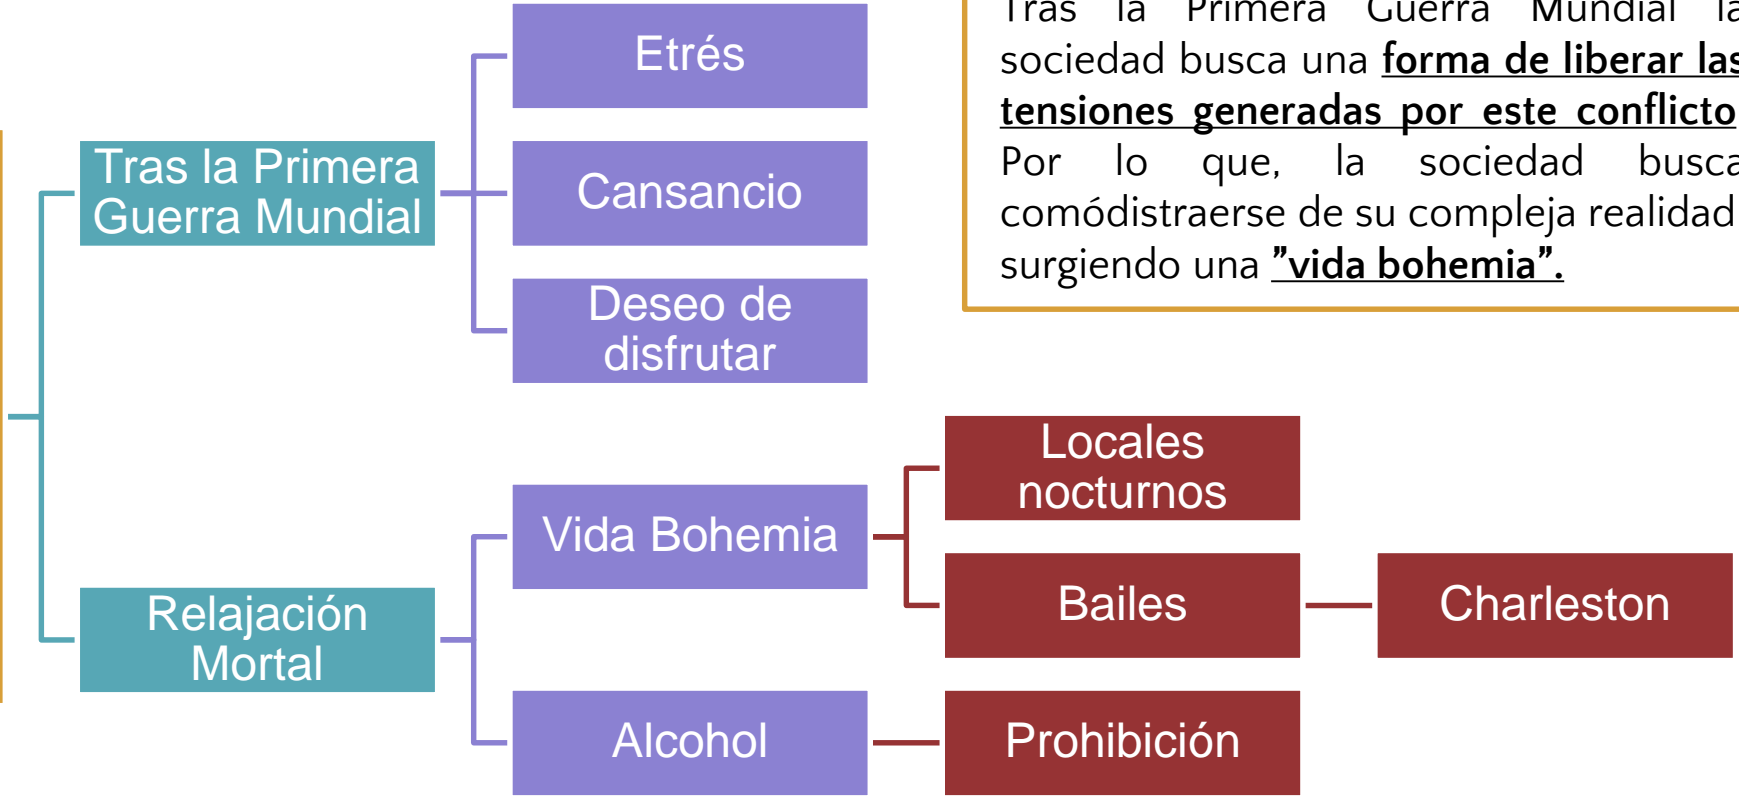 Etrés
Tras la Primera
Guerra Mundial
Cansancio
Deseo de
disfrutar
Tras la Primera Guerra Mundial la
sociedad busca una forma de liberar las
tensiones generadas por este conflicto
Por lo que, la sociedad busca
comódistraerse de su compleja realidad
surgiendo una ”vida bohemia”.
Relajación
Mortal
Vida Bohemia
Locales
nocturnos
Bailes
Charleston
Alcohol
Prohibición